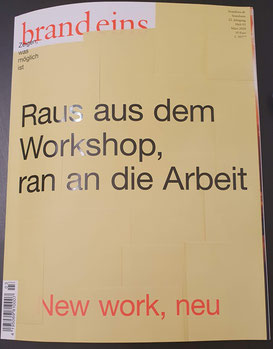 brand eins
Zeigen,
was
möglich
ist
Raus aus dem
Workshop,
ran an die Arbeit
New work, neu